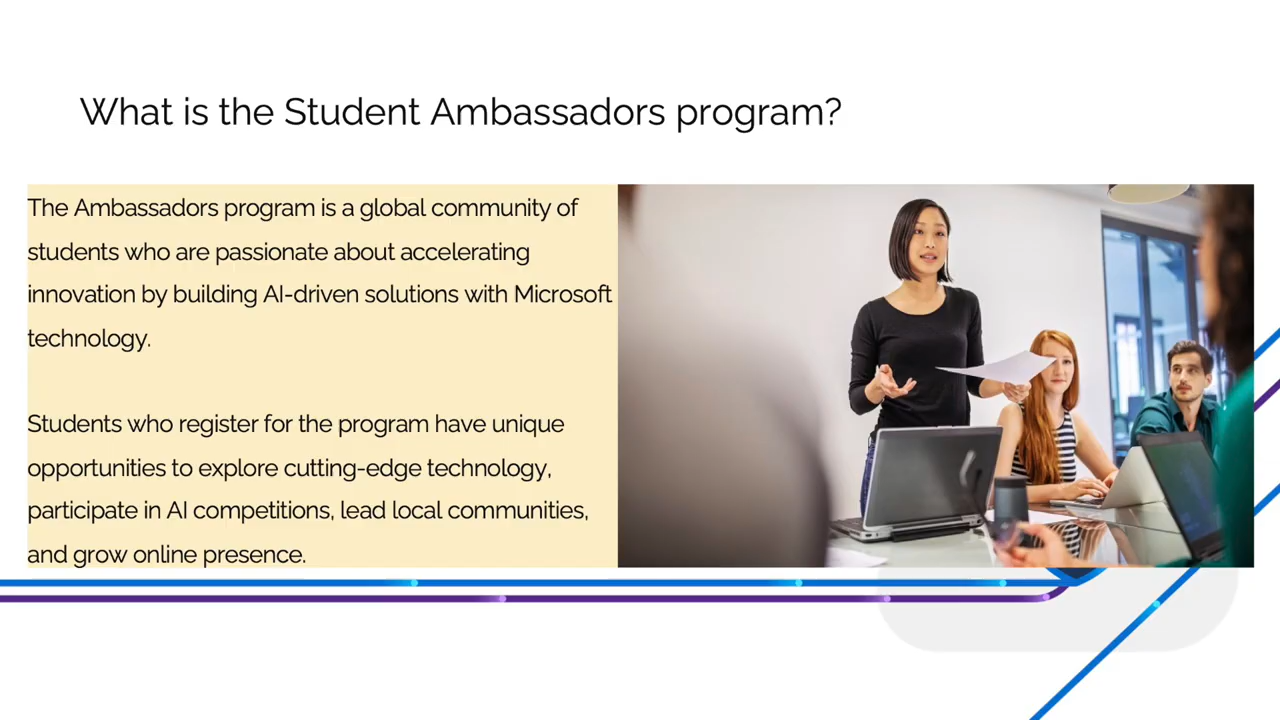 What is the Student Ambassadors program?
The Ambassadors program is a global community of
students who are passionate about accelerating
innovation by building AI-driven solutions with Microsoft
technology.
Students who register for the program have unique
opportunities to explore cutting-edge technology,
participate in AI competitions, lead local communities,
and grow online presence.